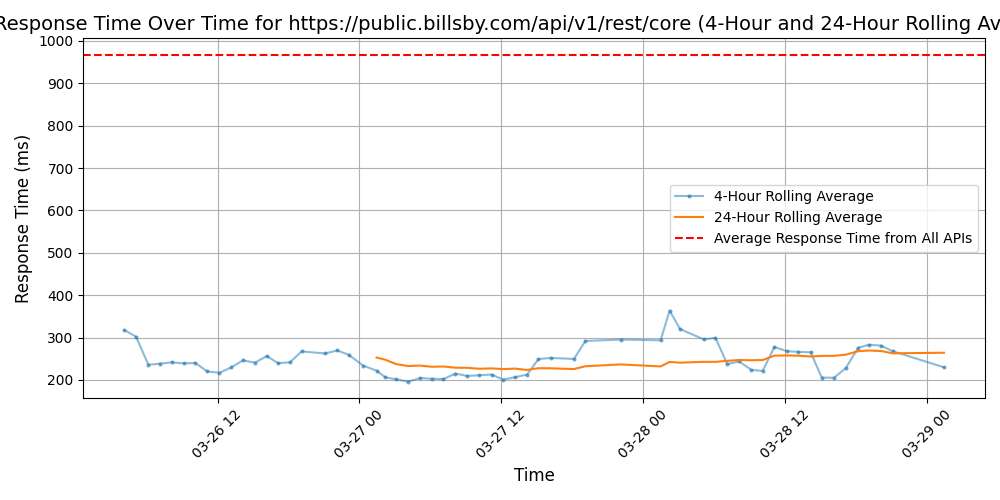 Response Time Over Time for https://public.billsby.com/api/v1/rest/core (4-Hour and 24-Hour Rolling Av
Response Time (ms)
1000
900
800
700
600
500
400
300
200
4-Hour Rolling Average
24-Hour Rolling Average
Average Response Time from All APIs
03-26 12
03-27 00
03-27 12
03-28 00
03-28 12
03-29 00
Time